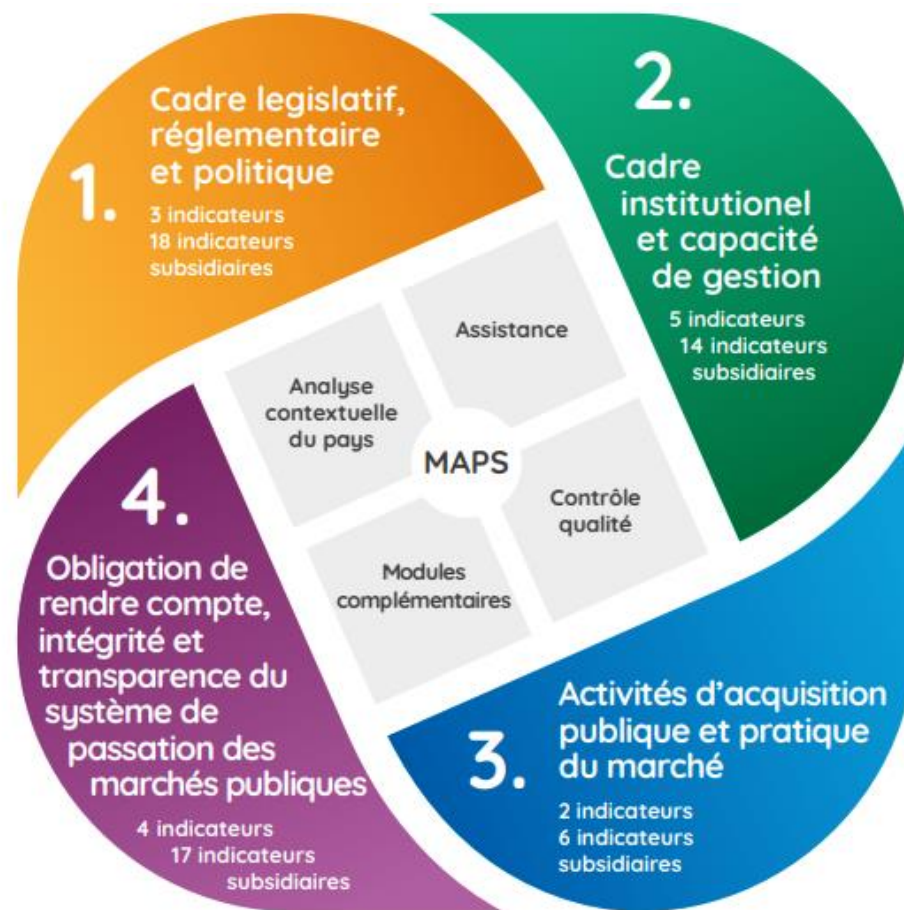 1.
Cadre legislatif,
réglementaire
et politique
3 indicateurs
18 indicateurs
subsidiaires
2.
Cadre
institutionel
et capacité
de gestion
5 indicateurs
14 indicateurs
subsidiaires
Assistance
Analyse
contextuelle
du pays
MAPS
Contrôle
qualité
Modules
complémentaires
3.
Activités d'acquisition
publique et pratique
du marché
2 indicateurs
6 indicateurs
subsidiaires
4.
Obligation de
rendre compte,
intégrité et
transparence du
système de
passation des
marchés publiques
4 indicateurs
17 indicateurs
subsidiaires